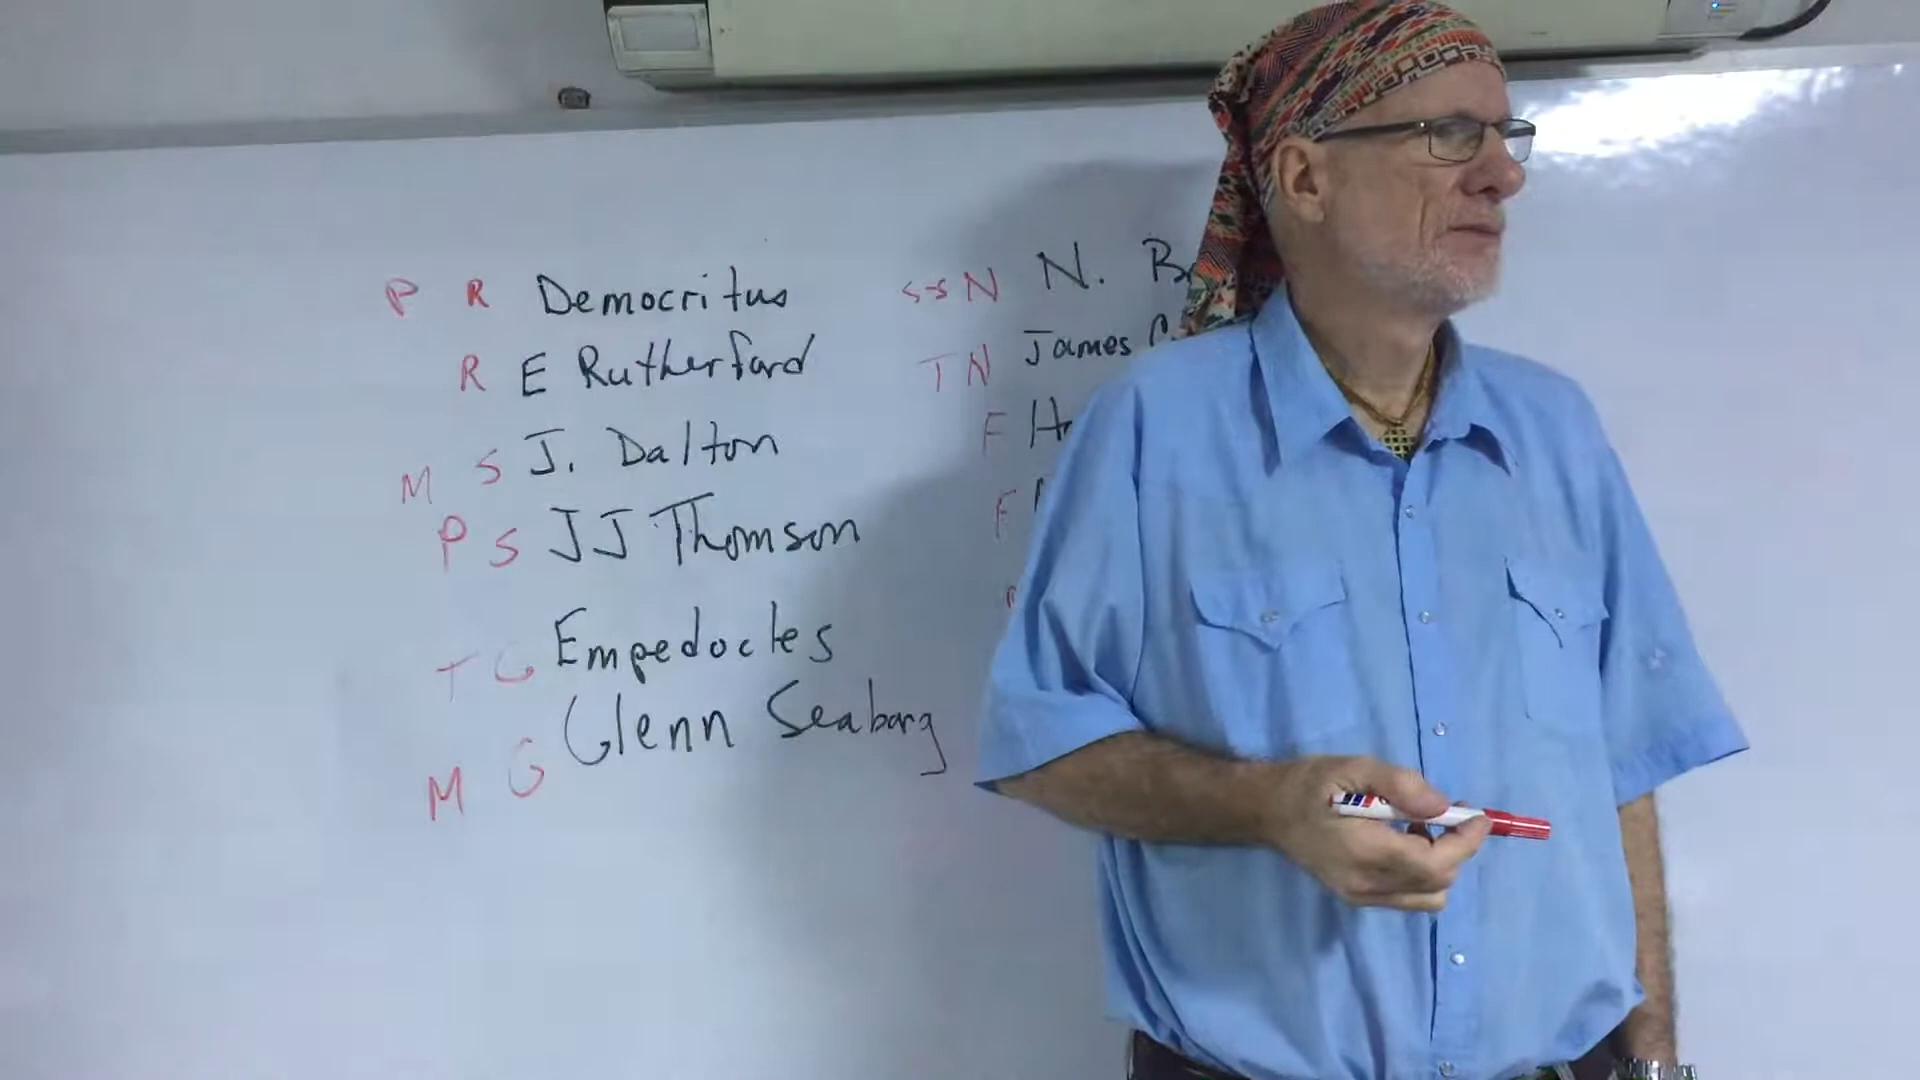 P R Democritus
R E Rutherford
M S J. Dalton
P S JJ Thomson
T G Empedocles
M G Glenn Seaborg
S-S N N.
T N James
F
F